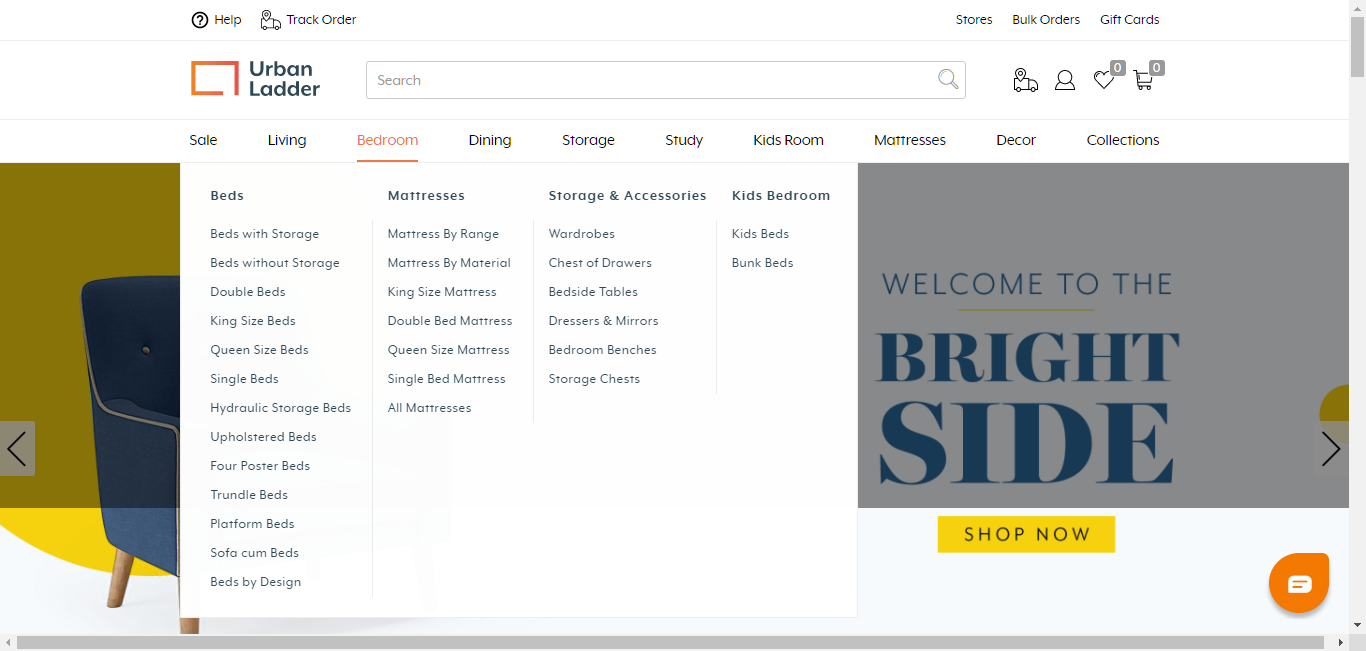 Help
Track Order
Stores
Bulk Orders
Gift Cards
Urban
Ladder
Search
0
0
Sale
Living
Bedroom
Dining
Storage
Study
Kids Room
Mattresses
Decor
Collections
Beds
Beds with Storage
Beds without Storage
Double Beds
King Size Beds
Queen Size Beds
Single Beds
Hydraulic Storage Beds
Upholstered Beds
Four Poster Beds
Trundle Beds
Platform Beds
Sofa cum Beds
Beds by Design
Mattresses
Mattress By Range
Mattress By Material
King Size Mattress
Double Bed Mattress
Queen Size Mattress
Single Bed Mattress
All Mattresses
Storage & Accessories
Wardrobes
Chest of Drawers
Bedside Tables
Dressers & Mirrors
Bedroom Benches
Storage Chests
Kids Bedroom
Kids Beds
Bunk Beds
WELCOME TO THE
BRIGHT
SIDE
SHOP NOW